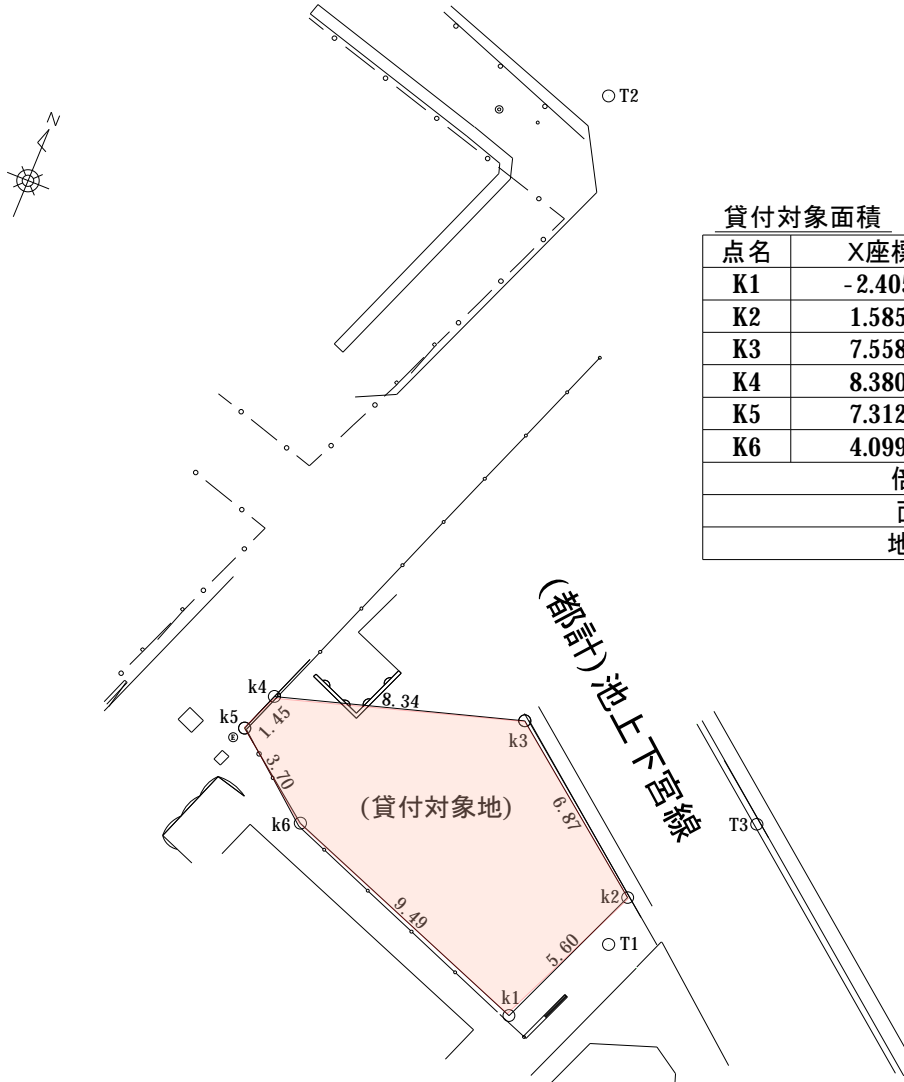 N
T2
貸付対象面積
点名 X座標
K1 -2.405
K2 1.585
K3 7.558
K4 8.380
K5 7.312
K6 4.099
倍
地
(都計)池上下宮線
k4
8.34
k5
1.45
k3
3.70
(貸付対象地)
6.87
k6
T3
k2
9.49
T1
5.60
k1